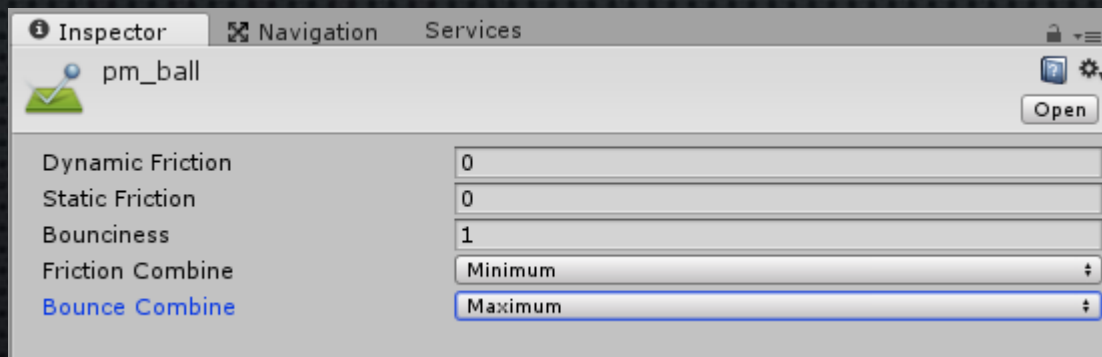 Inspector Navigation Services
pm_ball
Open
Dynamic Friction 0
Static Friction 0
Bounciness 1
Friction Combine Minimum
Bounce Combine Maximum